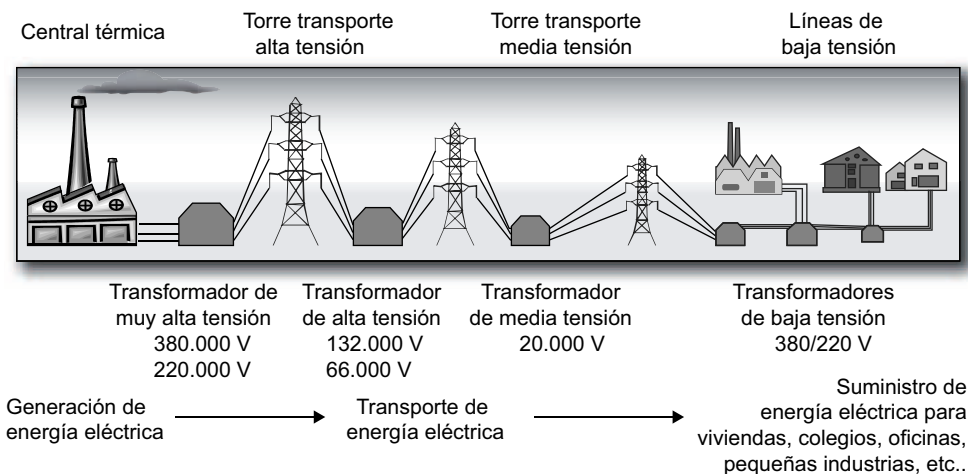 Central térmica
Torre transporte
alta tensión
Torre transporte
media tensión
Líneas de
baja tensión
Transformador de
muy alta tensión
380.000 V
220.000 V
Transformador
de alta tensión
132.000 V
66.000 V
Transformador
de media tensión
20.000 V
Transformadores
de baja tensión
380/220 V
Generación de
energía eléctrica
Transporte de
energía eléctrica
Suministro de
energía eléctrica para
viviendas, colegios, oficinas,
pequeñas industrias, etc..